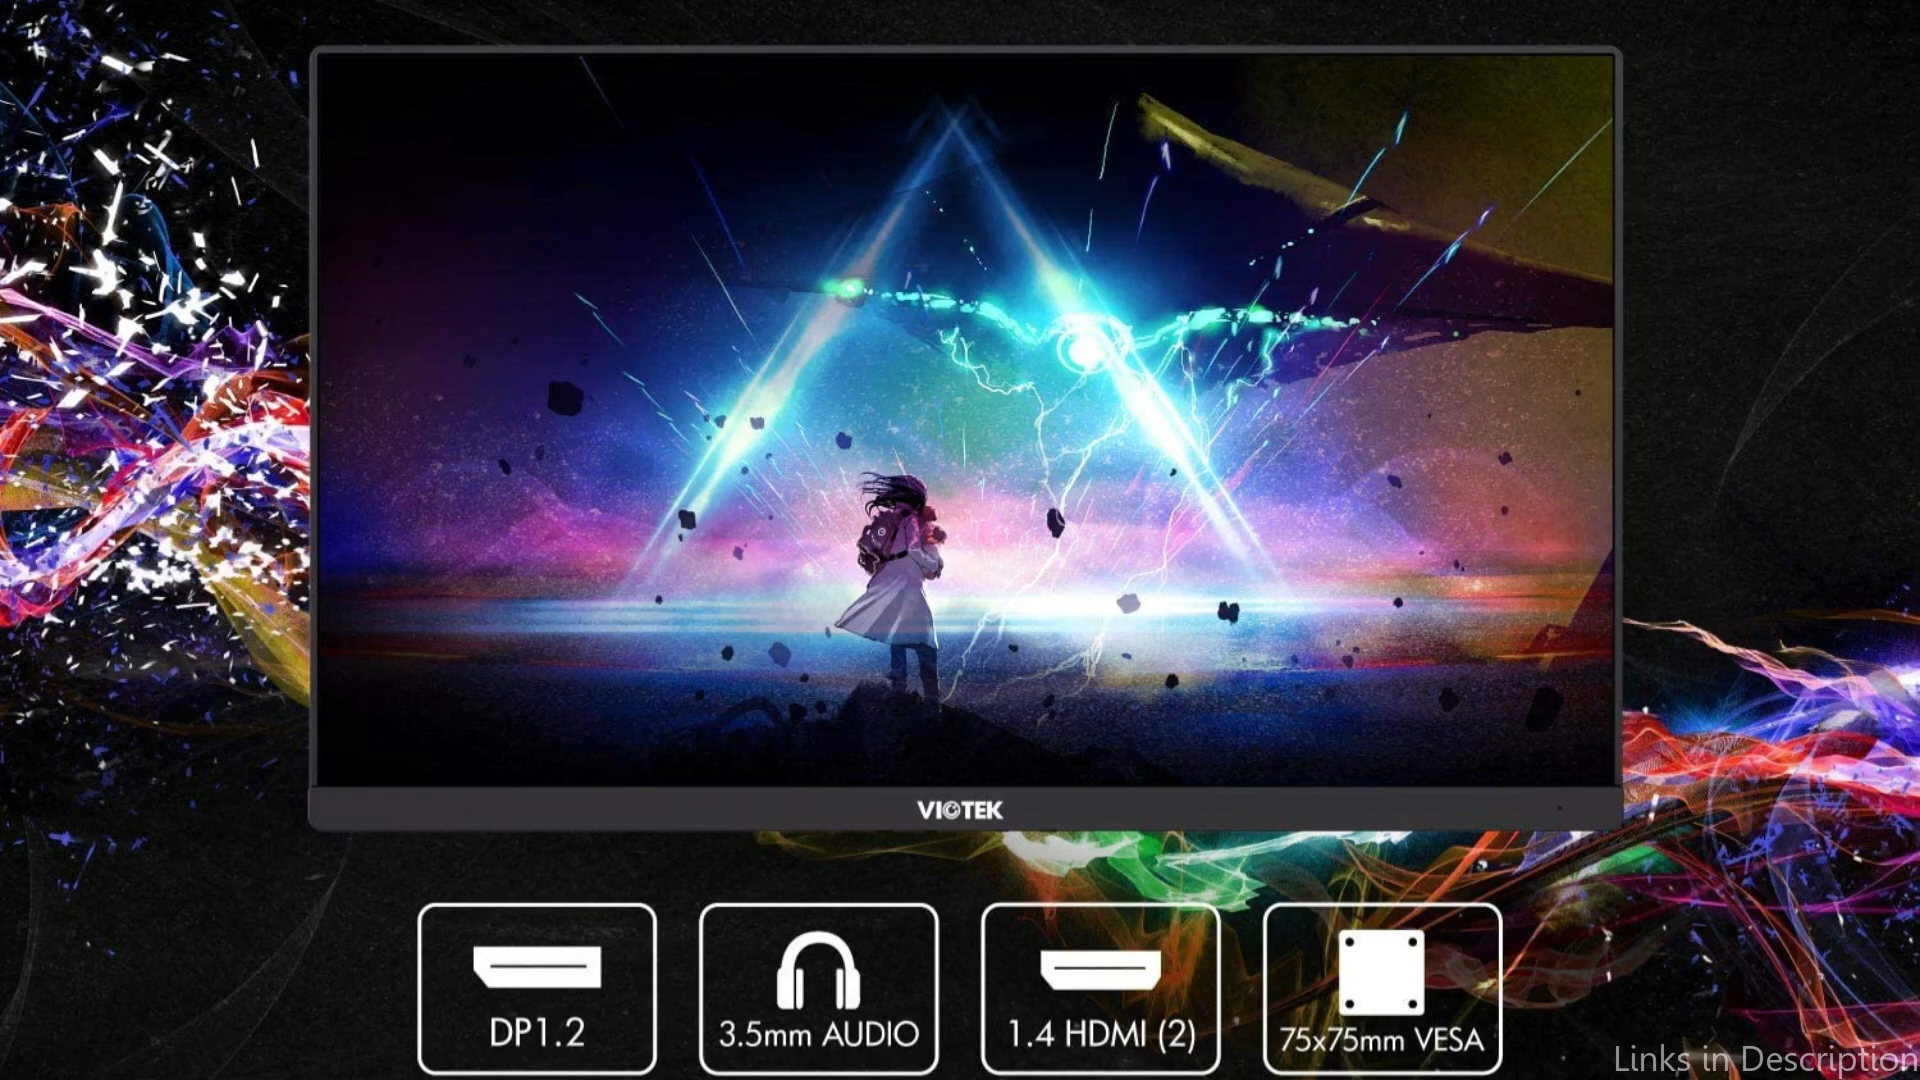 VIOTEK
DP1.2
3.5mm AUDIO
1.4 HDMI (2)
75x75mm VESA
Links in Description